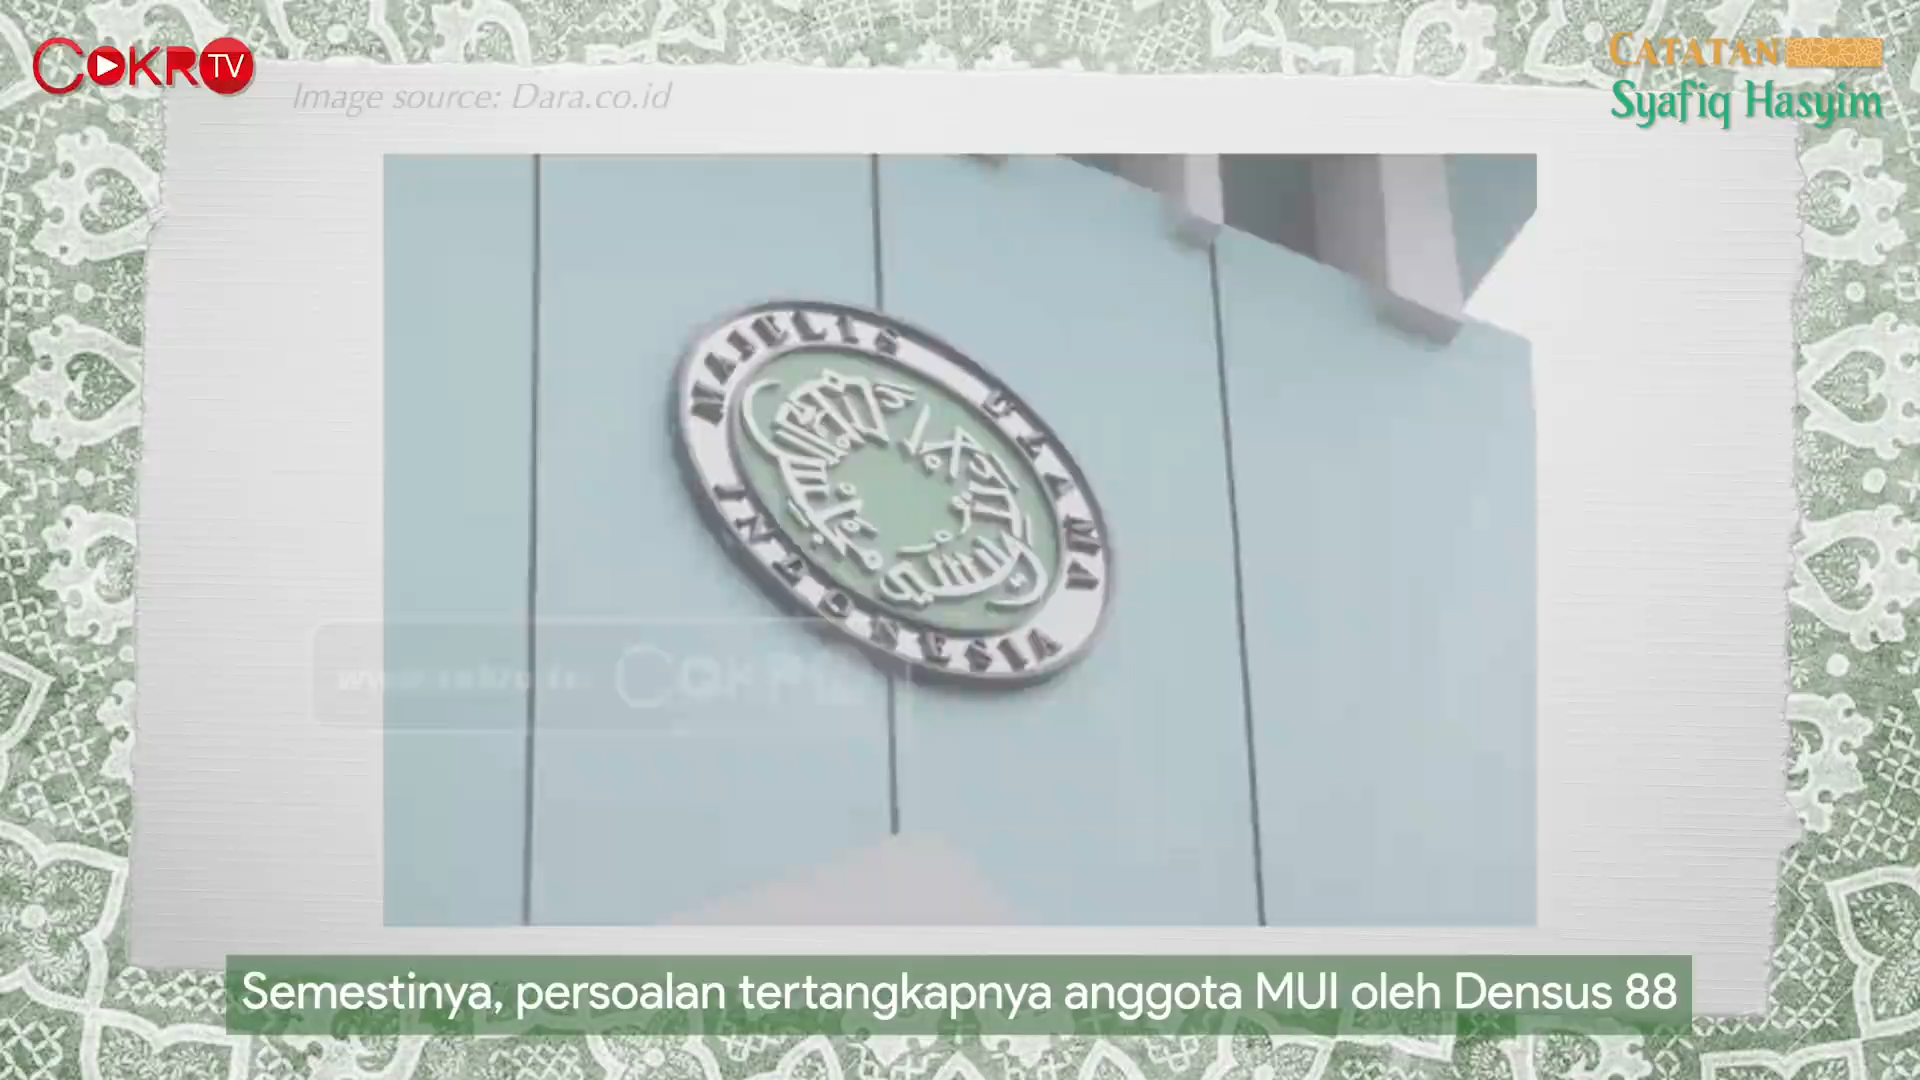 COKRO TV
CATATAN
Syafiq Hasyim
Image source: Dara.co.id
MAJELIS ULAMA
INDONESIA
Semestinya, persoalan tertangkapnya anggota MUI oleh Densus 88